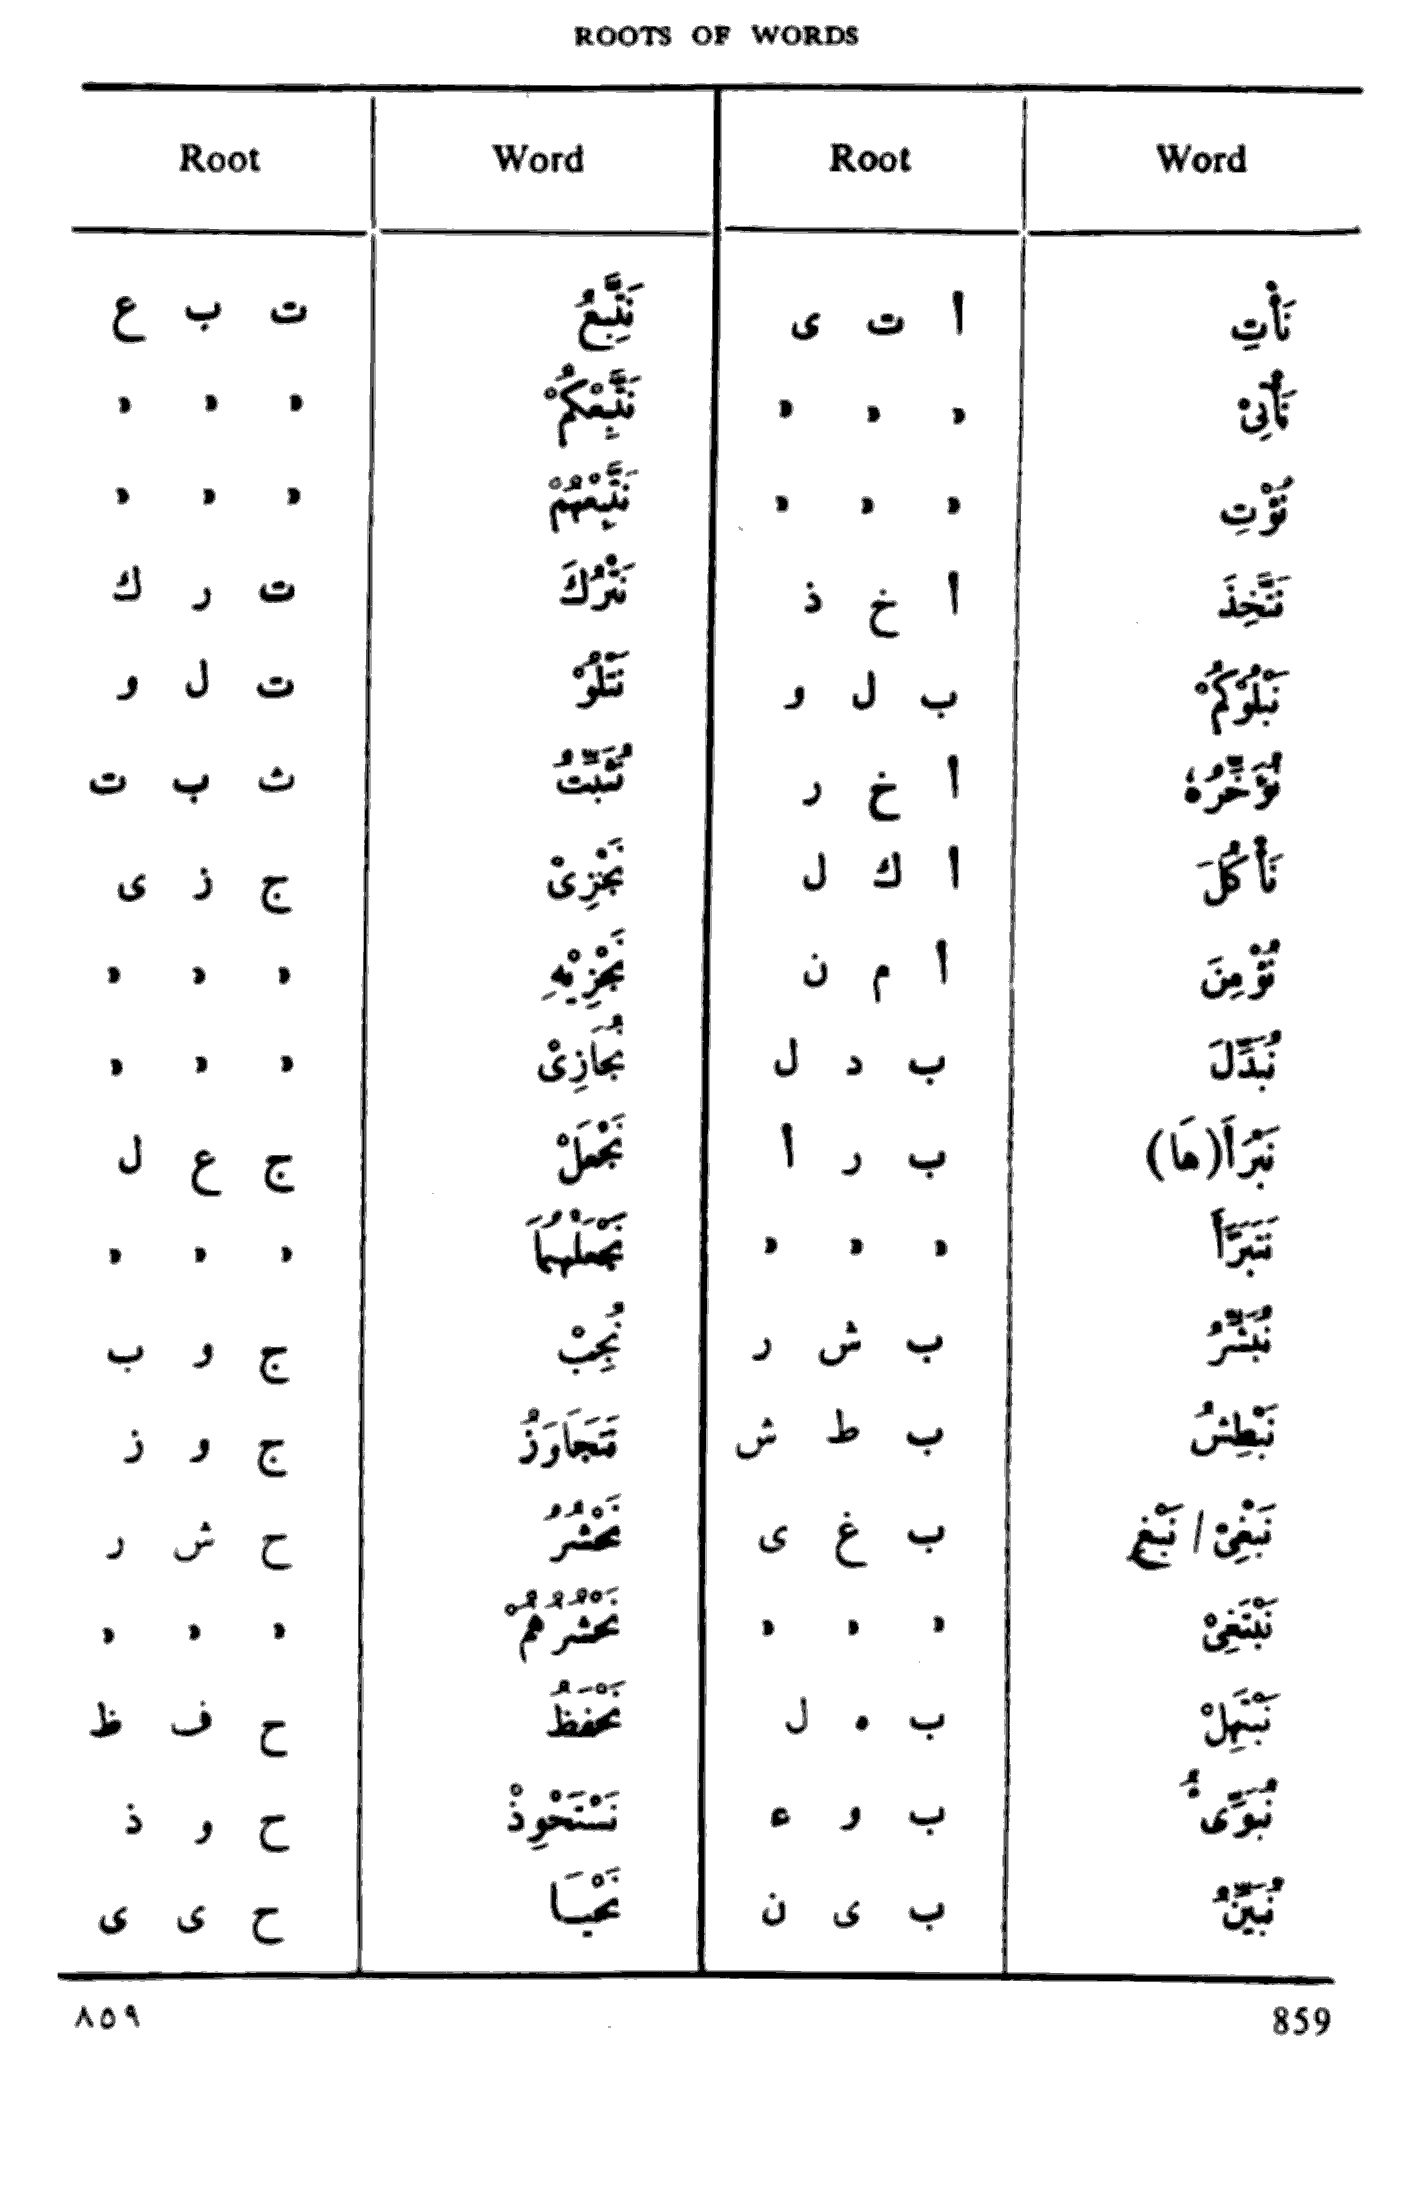 ROOTS OF WORDS
Root Word Root Word
نَأْتِ أ ت ى نَتَّبِعُ ت ب ع
نَأْتِىْ " " " نَتَّبِعْكُمْ " " "
نُؤْتِ " " " نَتَّبِعْهُمْ " " "
نَتَّخِذَ أ خ ذ نَتْرُكَ ت ر ك
نَبْلُوْكُمْ ب ل و نَتْلُوْ ت ل و
نُؤَخِّرُهٗ أ خ ر نُثَبِّتُ ث ب ت
نَأْكُلَ أ ك ل نَجْزِىْ ج ز ى
نُؤْمِنَ أ م ن نَجْزِيْهِ " " "
نُبَدِّلَ ب د ل نُجَازِىْ " " "
نَبْرَأَ(هَا) ب ر أ نَجْعَلْ ج ع ل
نَتَبَرَّأَ " " " نَجْعَلْهُمَا " " "
نُبَشِّرُ ب ش ر نُجِبْ ج و ب
نَبْطِشُ ب ط ش نَتَجَاوَزُ ج و ز
نَبْغِىْ / نَبْغِ ب غ ى نَحْشُرُ ح ش ر
نَبْتَغِىْ " " " نَحْشُرُهُمْ " " "
نَبْتَهِلْ ب ه ل نَحْفَظُ ح ف ظ
نُبَوِّئُ ب و ء نَسْتَحْوِذْ ح و ذ
نُبَيِّنُ ب ى ن نَحْيَا ح ى ى
٨٥٩ 859